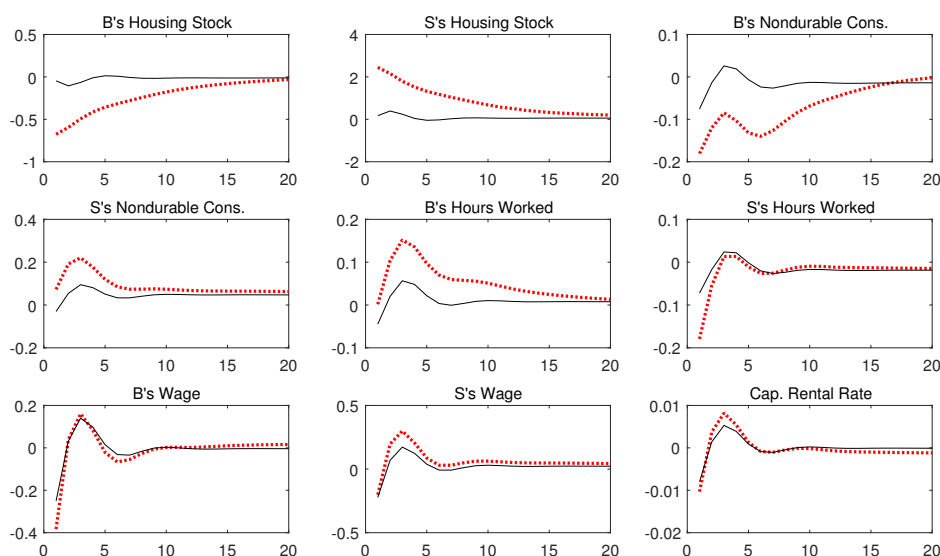 B's Housing Stock
0.5
0
-0.5
-1
0 5 10 15 20
S's Housing Stock
4
2
0
-2
0 5 10 15 20
B's Nondurable Cons.
0.1
0
-0.1
-0.2
0 5 10 15 20
S's Nondurable Cons.
0.4
0.2
0
-0.2
0 5 10 15 20
B's Hours Worked
0.2
0.1
0
-0.1
0 5 10 15 20
S's Hours Worked
0.1
0
-0.1
-0.2
0 5 10 15 20
B's Wage
0.2
0
-0.2
-0.4
0 5 10 15 20
S's Wage
0.5
0
-0.5
0 5 10 15 20
Cap. Rental Rate
0.01
0
-0.01
-0.02
0 5 10 15 20